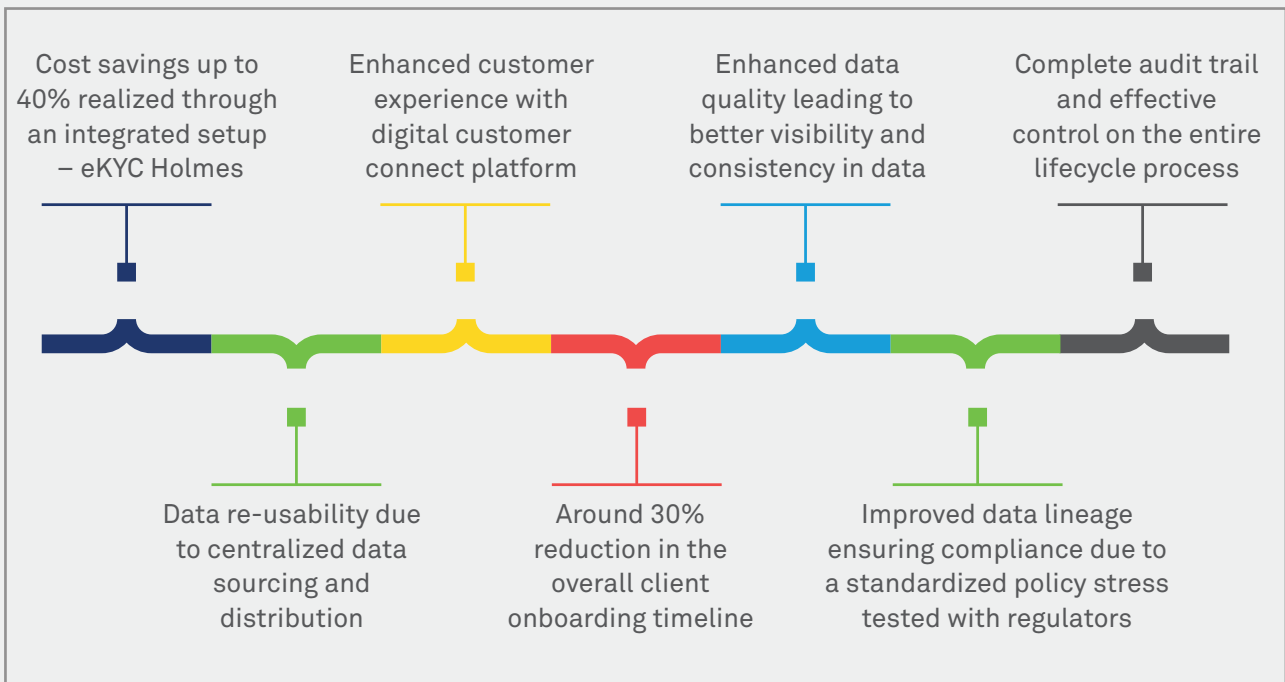 Cost savings up to
40% realized through
an integrated setup
– eKYC Holmes
Enhanced customer
experience with
digital customer
connect platform
Enhanced data
quality leading to
better visibility and
consistency in data
Complete audit trail
and effective
control on the entire
lifecycle process
Data re-usability due
to centralized data
sourcing and
distribution
Around 30%
reduction in the
overall client
onboarding timeline
Improved data lineage
ensuring compliance due to
a standardized policy stress
tested with regulators